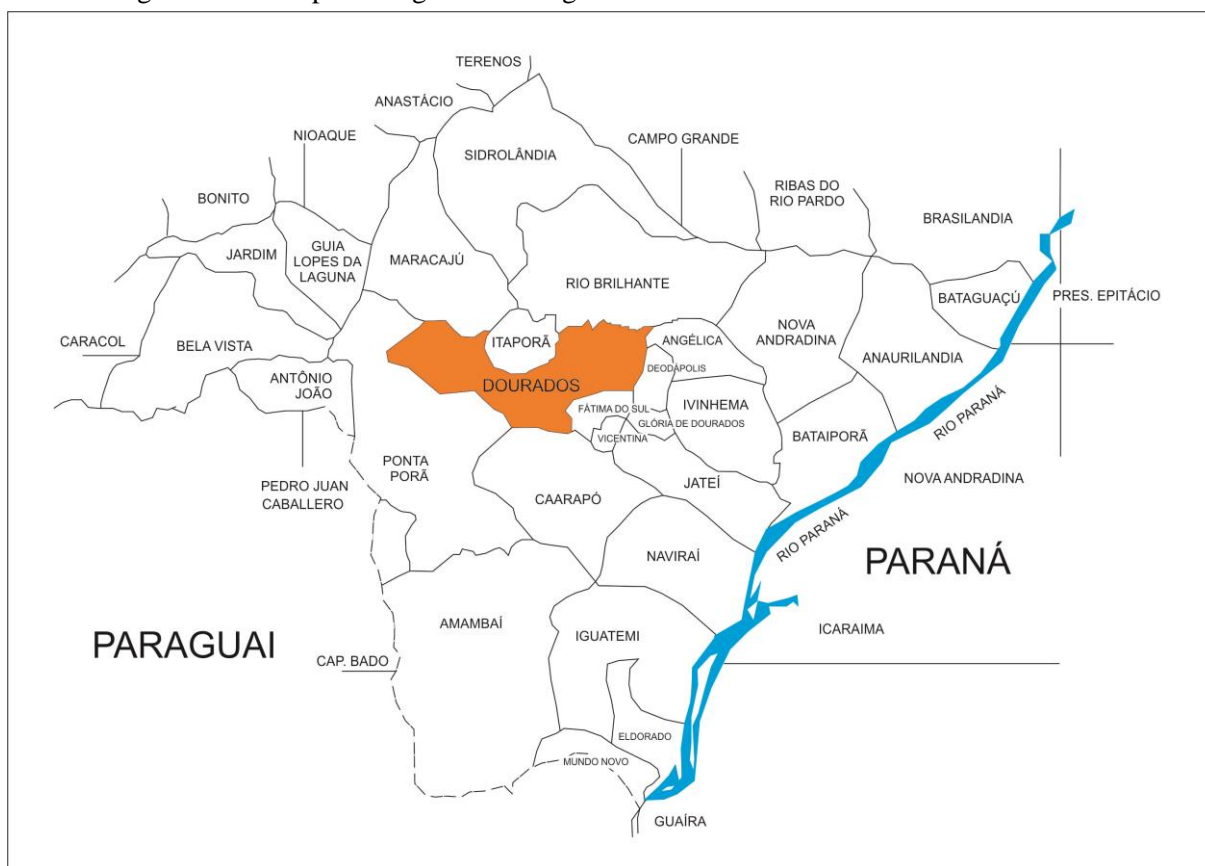 TERENOS
ANASTÁCIO
NIOAQUE
SIDROLÂNDIA
CAMPO GRANDE
BONITO
RIBAS DO
RIO PARDO
BRASILANDIA
JARDIM
GUIA
LOPES DA
LAGUNA
MARACAJÚ
RIO BRILHANTE
BATAGUAÇÚ
PRES. EPITÁCIO
CARACOL
BELA VISTA
ITAPORÃ
ANGÉLICA
NOVA
ANDRADINA
ANAURILANDIA
ANTÔNIO
JOÃO
DOURADOS
DEODÁPOLIS
FÁTIMA DO SUL
IVINHEMA
GLÓRIA DE DOURADOS
VICENTINA
BATAIPORÃ
RIO PARANÁ
PONTA
PORÃ
PEDRO JUAN
CABALLERO
CAARAPÓ
JATEÍ
NOVA ANDRADINA
RIO PARANÁ
NAVIRAÍ
PARANÁ
PARAGUAI
AMAMBAÍ
IGUATEMI
ICARAIMA
CAP. BADO
ELDORADO
MUNDO NOVO
GUAÍRA